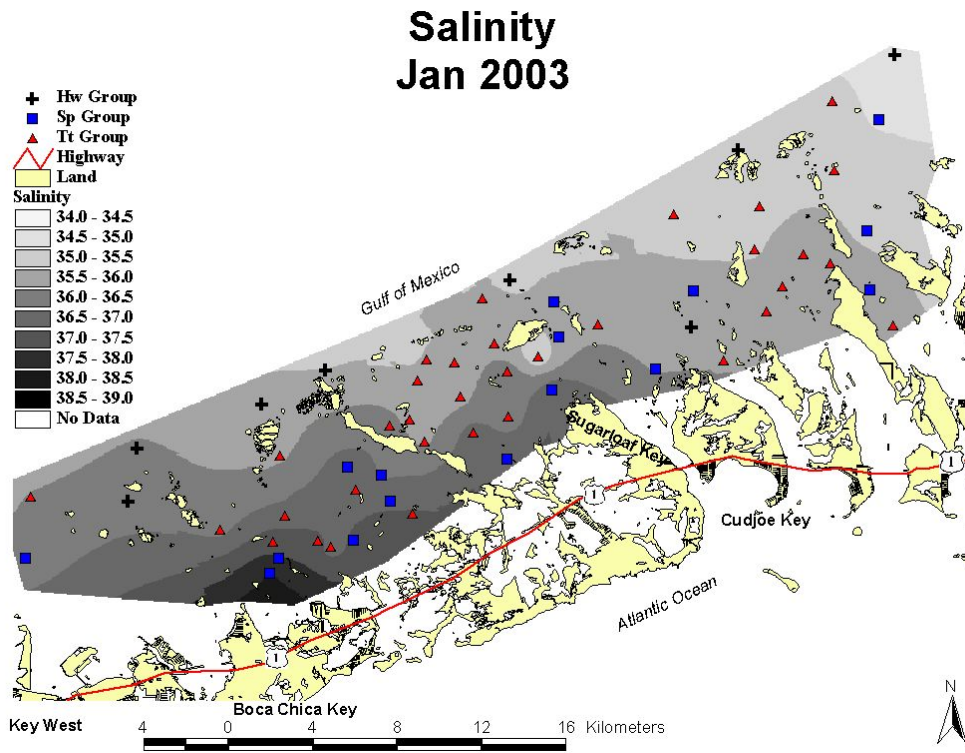 Salinity
Jan 2003
Hw Group
Sp Group
Tt Group
Highway
Land
Salinity
34.0 - 34.5
34.5 - 35.0
35.0 - 35.5
35.5 - 36.0
36.0 - 36.5
36.5 - 37.0
37.0 - 37.5
37.5 - 38.0
38.0 - 38.5
38.5 - 39.0
No Data
Gulf of Mexico
Sugarloaf Key
1
1
Cudjoe Key
Atlantic Ocean
1
Boca Chica Key
Key West
4 0 4 8 12 16 Kilometers
N